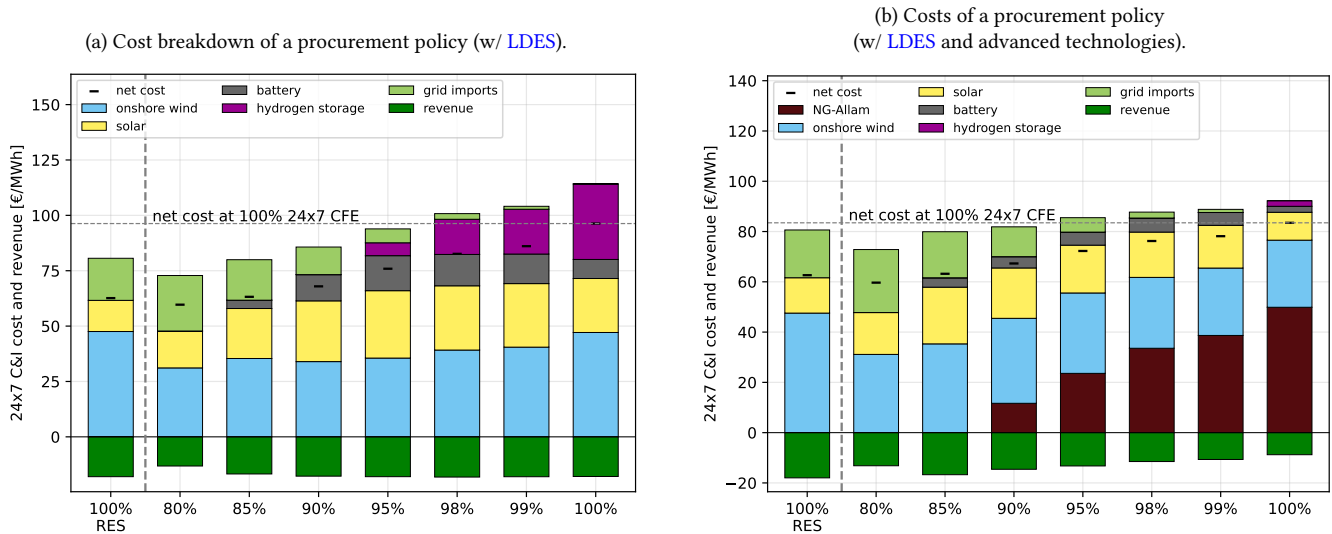 (a) Cost breakdown of a procurement policy (w/ LDES).
24x7 C&I cost and revenue [€/MWh]
150
125
100
75
50
25
0
net cost
onshore wind
solar
battery
hydrogen storage
grid imports
revenue
net cost at 100% 24x7 CFE
100%
RES
80%
85%
90%
95%
98%
99%
100%
(b) Costs of a procurement policy
(w/ LDES and advanced technologies).
24x7 C&I cost and revenue [€/MWh]
140
120
100
80
60
40
20
0
−20
net cost
NG-Allam
onshore wind
solar
battery
hydrogen storage
grid imports
revenue
net cost at 100% 24x7 CFE
100%
RES
80%
85%
90%
95%
98%
99%
100%